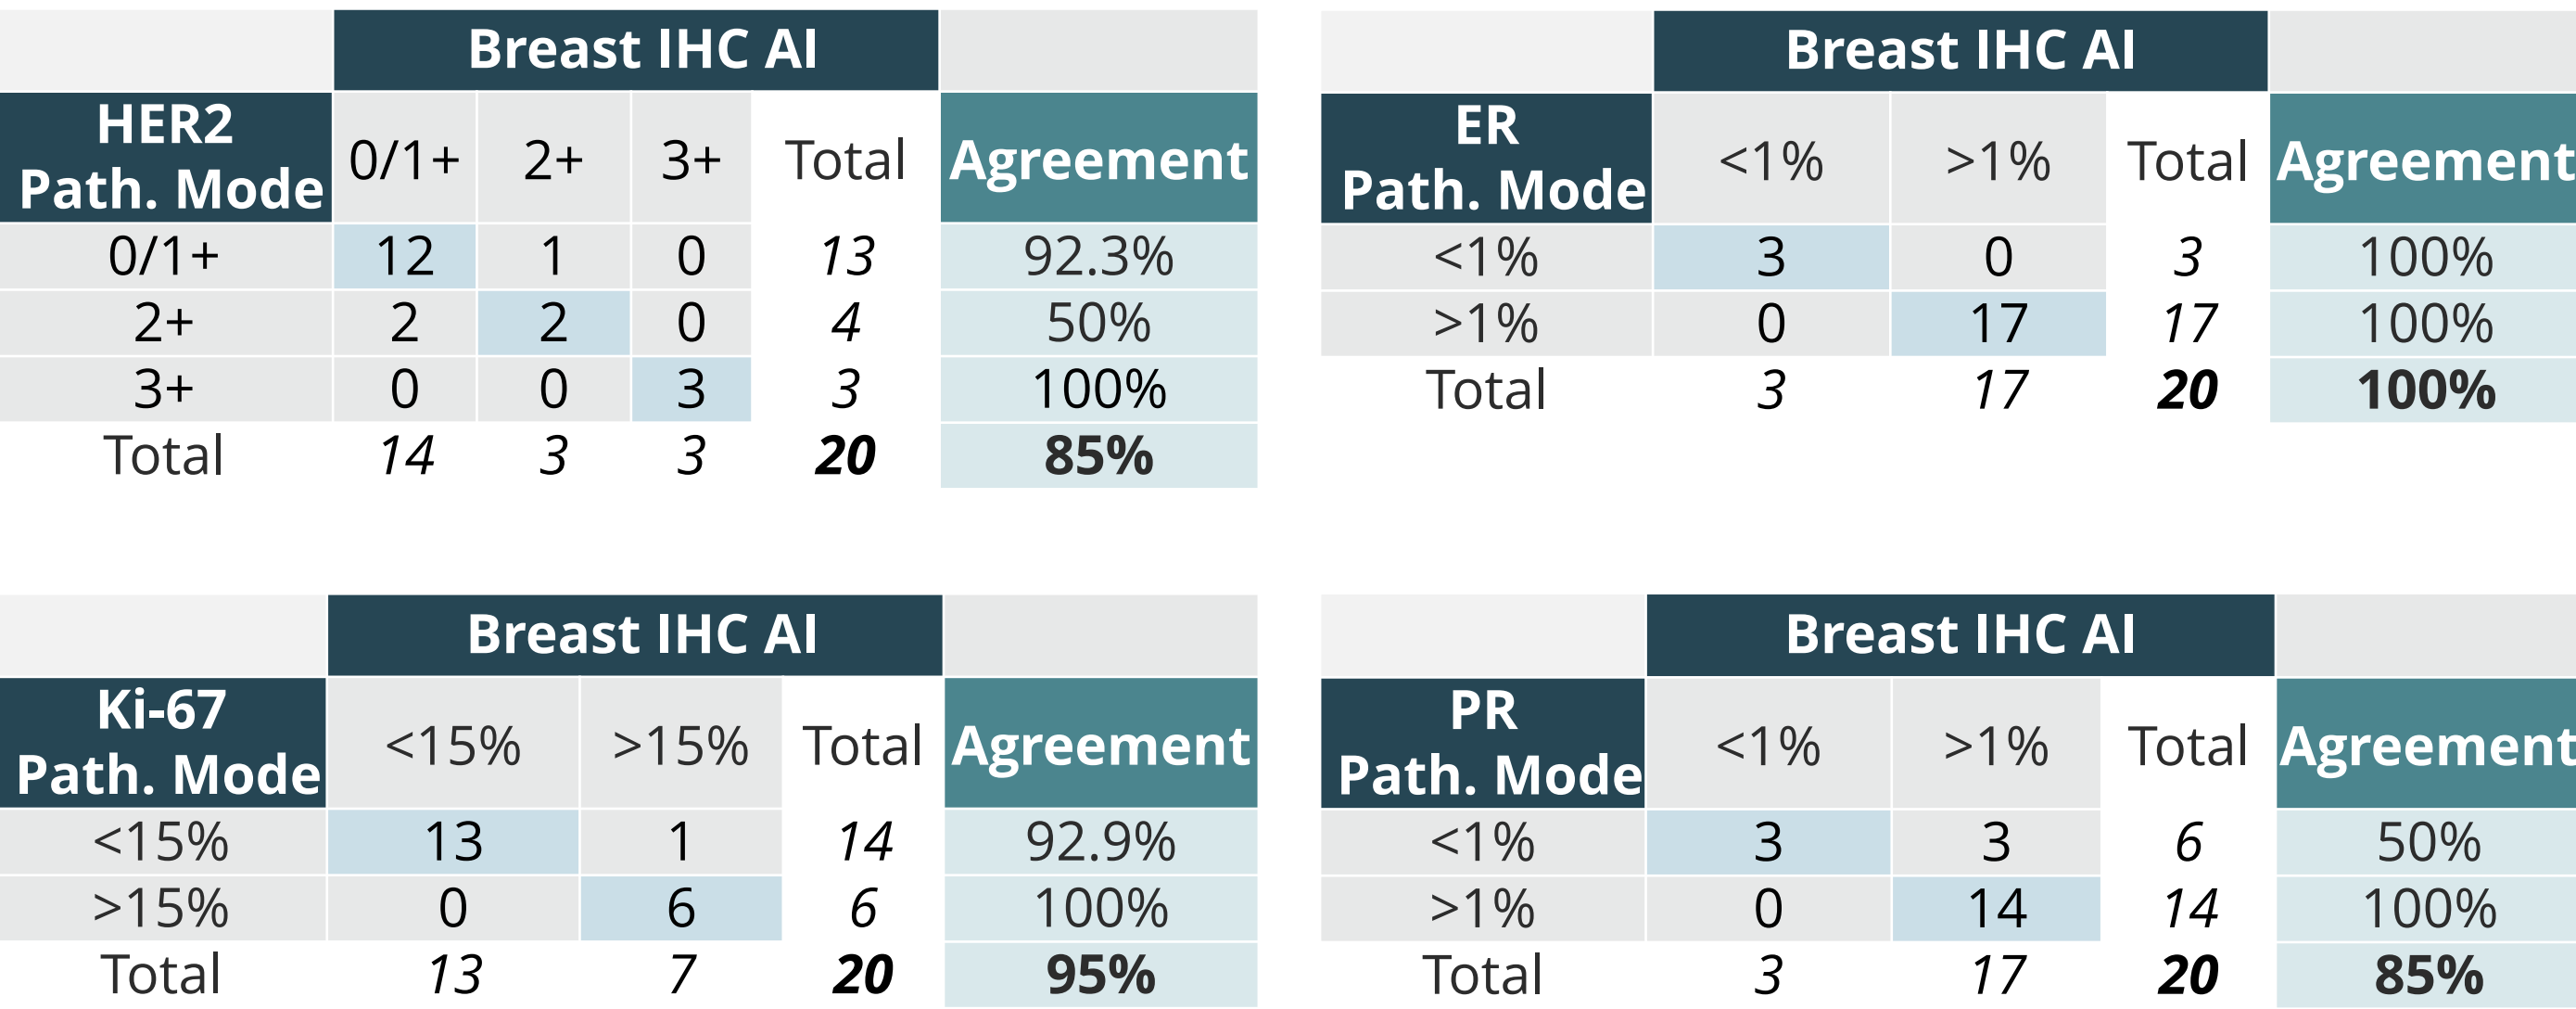 Breast IHC AI
HER2
Path. Mode 0/1+ 2+ 3+ Total Agreement
0/1+ 12 1 0 13 92.3%
2+ 2 2 0 4 50%
3+ 0 0 3 3 100%
Total 14 3 3 20 85%
Breast IHC AI
ER
Path. Mode <1% >1% Total Agreement
<1% 3 0 3 100%
>1% 0 17 17 100%
Total 3 17 20 100%
Breast IHC AI
Ki-67
Path. Mode <15% >15% Total Agreement
<15% 13 1 14 92.9%
>15% 0 6 6 100%
Total 13 7 20 95%
Breast IHC AI
PR
Path. Mode <1% >1% Total Agreement
<1% 3 3 6 50%
>1% 0 14 14 100%
Total 3 17 20 85%